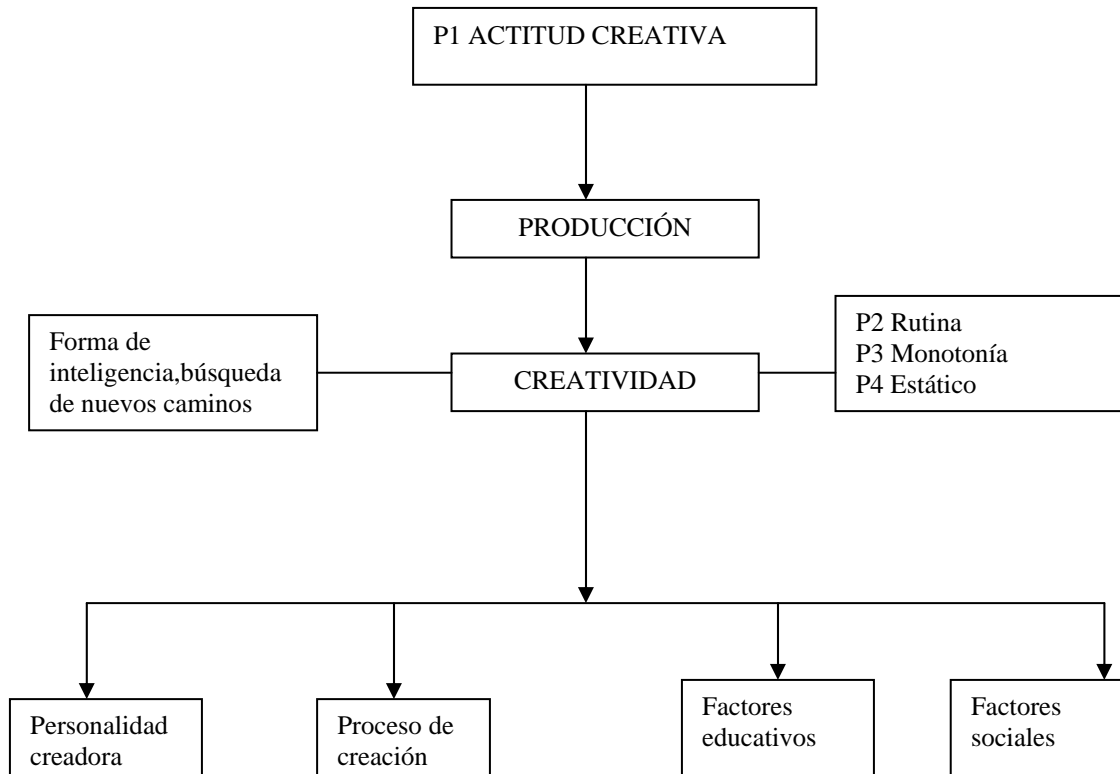 P1 ACTITUD CREATIVA
PRODUCCIÓN
Forma de
inteligencia,búsqueda
de nuevos caminos
CREATIVIDAD
P2 Rutina
P3 Monotonía
P4 Estático
Personalidad
creadora
Proceso de
creación
Factores
educativos
Factores
sociales